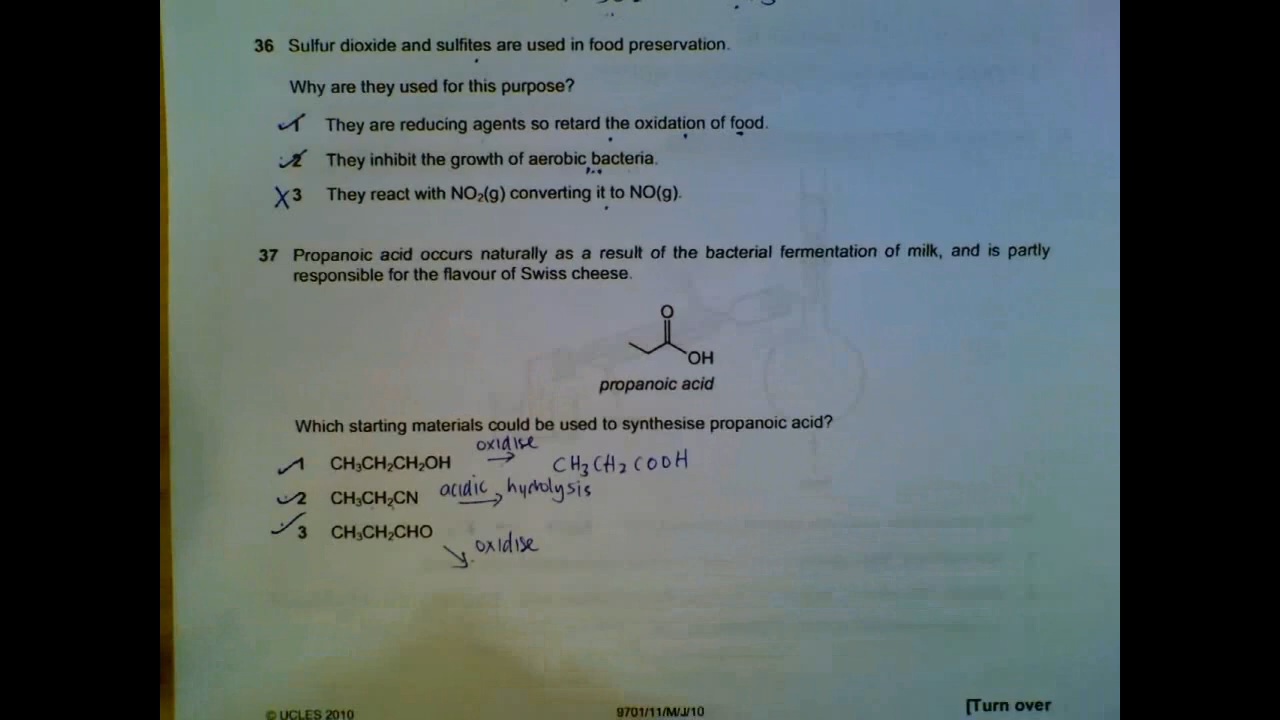 36 Sulfur dioxide and sulfites are used in food preservation.
Why are they used for this purpose?
1 They are reducing agents so retard the oxidation of food.
2 They inhibit the growth of aerobic bacteria.
X 3 They react with NO₂(g) converting it to NO(g).
37 Propanoic acid occurs naturally as a result of the bacterial fermentation of milk, and is partly
responsible for the flavour of Swiss cheese.
O
OH
propanoic acid
Which starting materials could be used to synthesise propanoic acid?
oxidise
1 CH₃CH₂CH₂OH → CH₃CH₂COOH
2 CH₃CH₂CN acidic hydrolysis →
3 CH₃CH₂CHO
oxidise
© UCLES 2010 9701/11/M/J/10 [Turn over